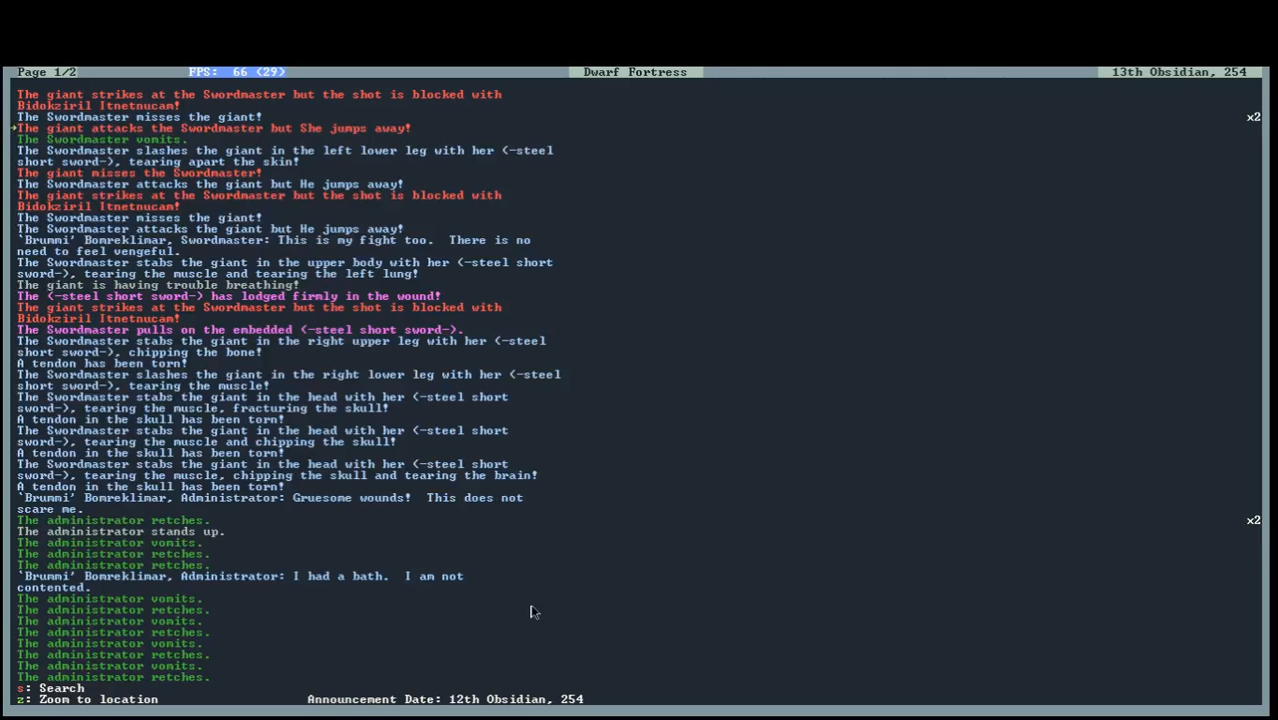 Page 1/2 FPS: 66 (29) Dwarf Fortress 13th Obsidian, 254
The giant strikes at the Swordmaster but the shot is blocked with
Bidokziril Itnetnucam!
The Swordmaster misses the giant! x2
→The giant attacks the Swordmaster but She jumps away!
The Swordmaster vomits.
The Swordmaster slashes the giant in the left lower leg with her (-steel
short sword-), tearing apart the skin!
The giant misses the Swordmaster!
The Swordmaster attacks the giant but He jumps away!
The giant strikes at the Swordmaster but the shot is blocked with
Bidokziril Itnetnucam!
The Swordmaster misses the giant!
The Swordmaster attacks the giant but He jumps away!
`Brummi' Bomreklimar, Swordmaster: This is my fight too.  There is no
need to feel vengeful.
The Swordmaster stabs the giant in the upper body with her (-steel short
sword-), tearing the muscle and tearing the left lung!
The giant is having trouble breathing!
The (-steel short sword-) has lodged firmly in the wound!
The giant strikes at the Swordmaster but the shot is blocked with
Bidokziril Itnetnucam!
The Swordmaster pulls on the embedded (-steel short sword-).
The Swordmaster stabs the giant in the right upper leg with her (-steel
short sword-), chipping the bone!
A tendon has been torn!
The Swordmaster slashes the giant in the right lower leg with her (-steel
short sword-), tearing the muscle!
The Swordmaster stabs the giant in the head with her (-steel short
sword-), tearing the muscle, fracturing the skull!
A tendon in the skull has been torn!
The Swordmaster stabs the giant in the head with her (-steel short
sword-), tearing the muscle and chipping the skull!
A tendon in the skull has been torn!
The Swordmaster stabs the giant in the head with her (-steel short
sword-), tearing the muscle, chipping the skull and tearing the brain!
A tendon in the skull has been torn!
`Brummi' Bomreklimar, Administrator: Gruesome wounds!  This does not
scare me.
The administrator retches. x2
The administrator stands up.
The administrator vomits.
The administrator retches.
The administrator retches.
`Brummi' Bomreklimar, Administrator: I had a bath.  I am not
contented.
The administrator vomits.
The administrator retches.
The administrator vomits.
The administrator retches.
The administrator vomits.
The administrator retches.
The administrator vomits.
The administrator retches.
s: Search
z: Zoom to location Announcement Date: 12th Obsidian, 254